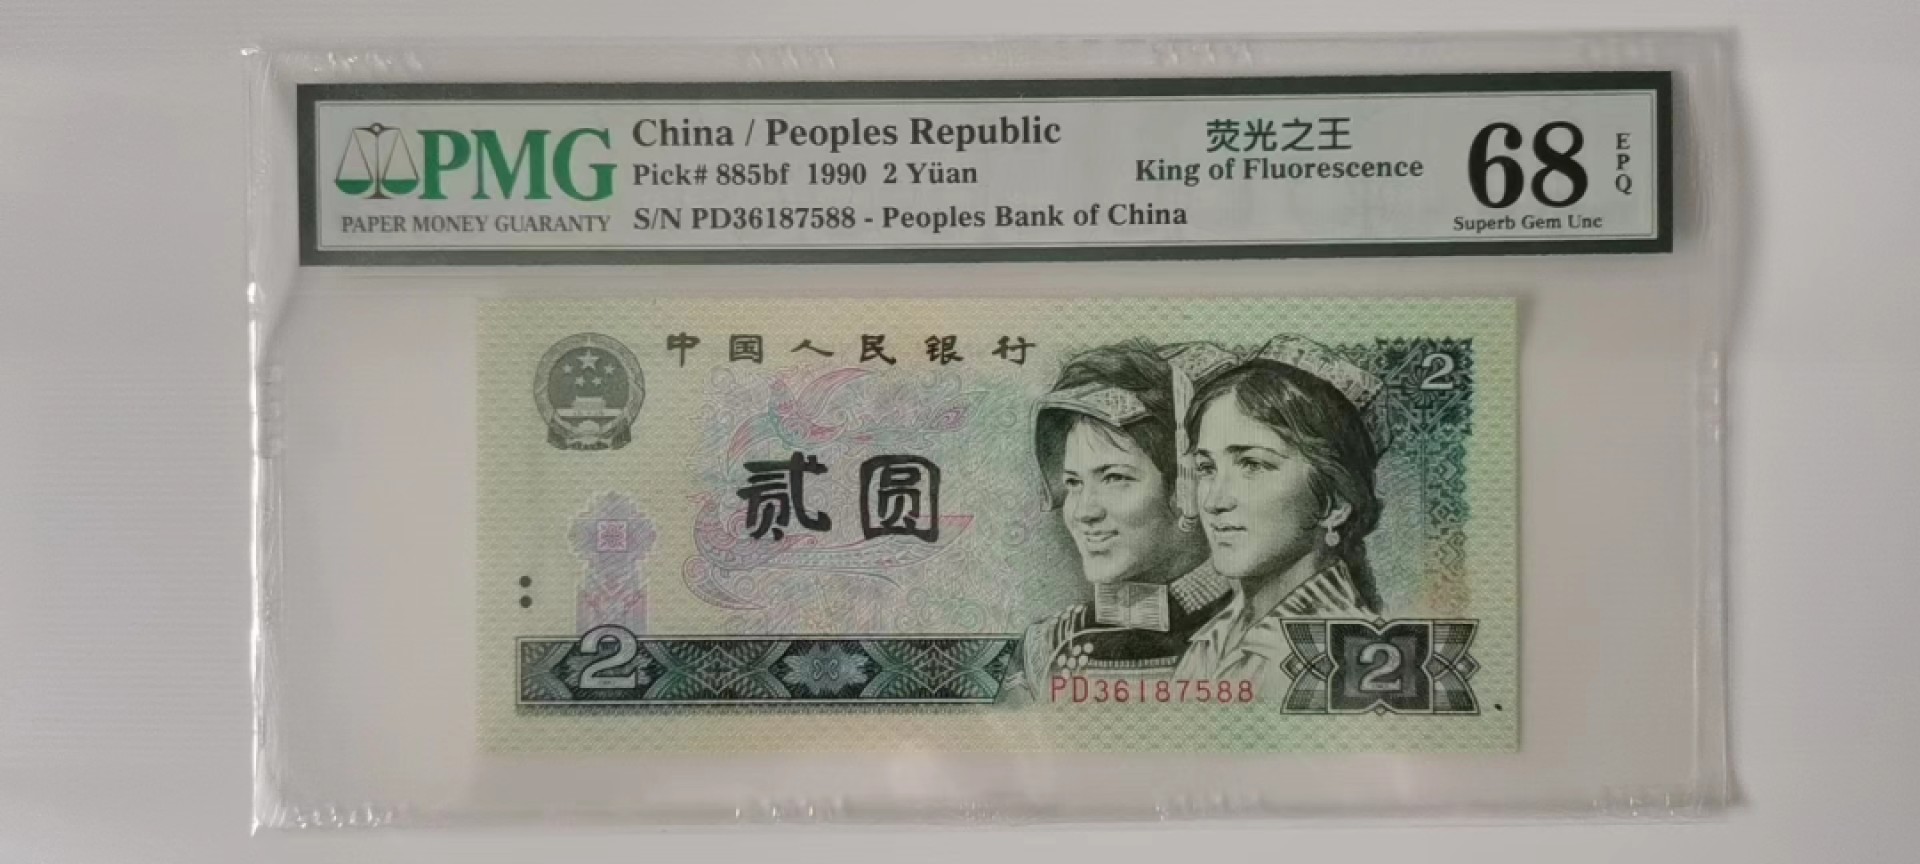 PMG
PAPER MONEY GUARANTY
China / Peoples Republic
Pick# 885bf 1990 2 Yüan
S/N PD36187588 - Peoples Bank of China
荧光之王
King of Fluorescence
68
EPQ
Superb Gem Unc
中国人民银行
2
贰圆
2
PD36187588
2